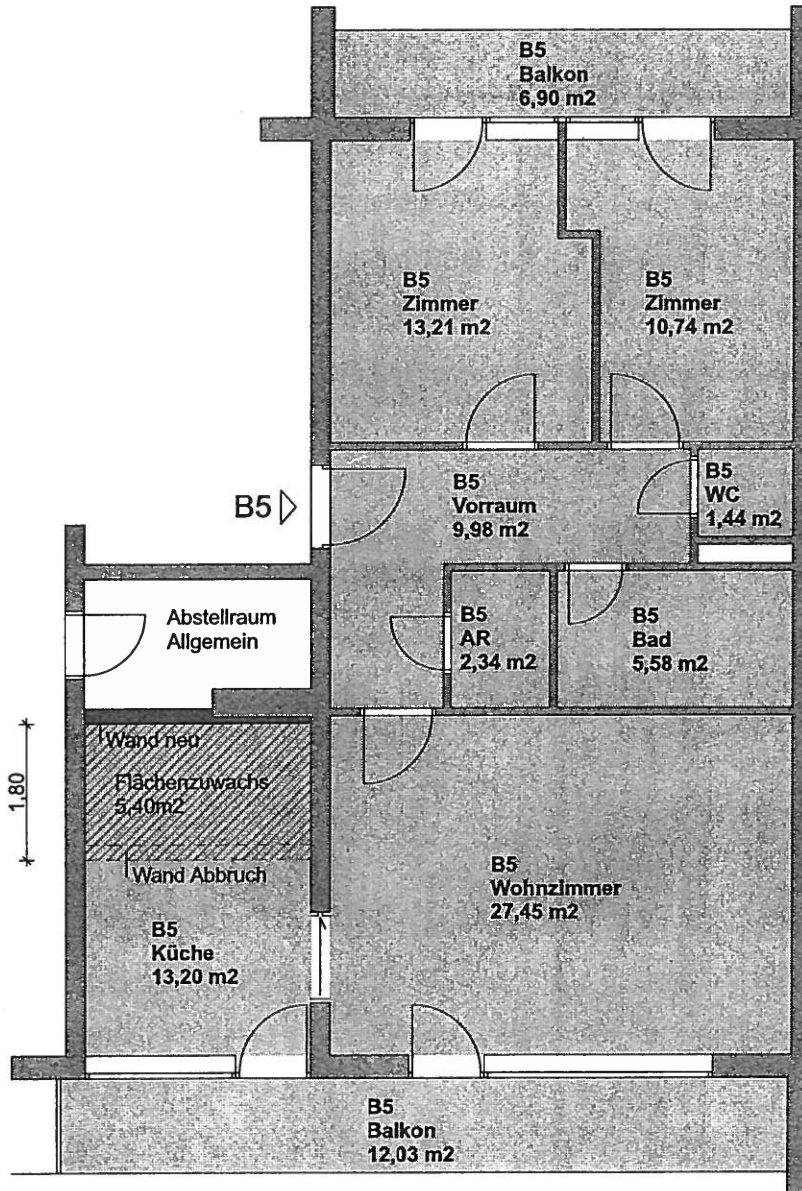 B5
Balkon
6,90 m2
B5
Zimmer
13,21 m2
B5
Zimmer
10,74 m2
B5
B5
Vorraum
9,98 m2
B5
WC
1,44 m2
Abstellraum
Allgemein
B5
AR
2,34 m2
B5
Bad
5,58 m2
Wand neu
Flächenzuwachs
5,40m2
1,80
Wand Abbruch
B5
Wohnzimmer
27,45 m2
B5
Küche
13,20 m2
B5
Balkon
12,03 m2